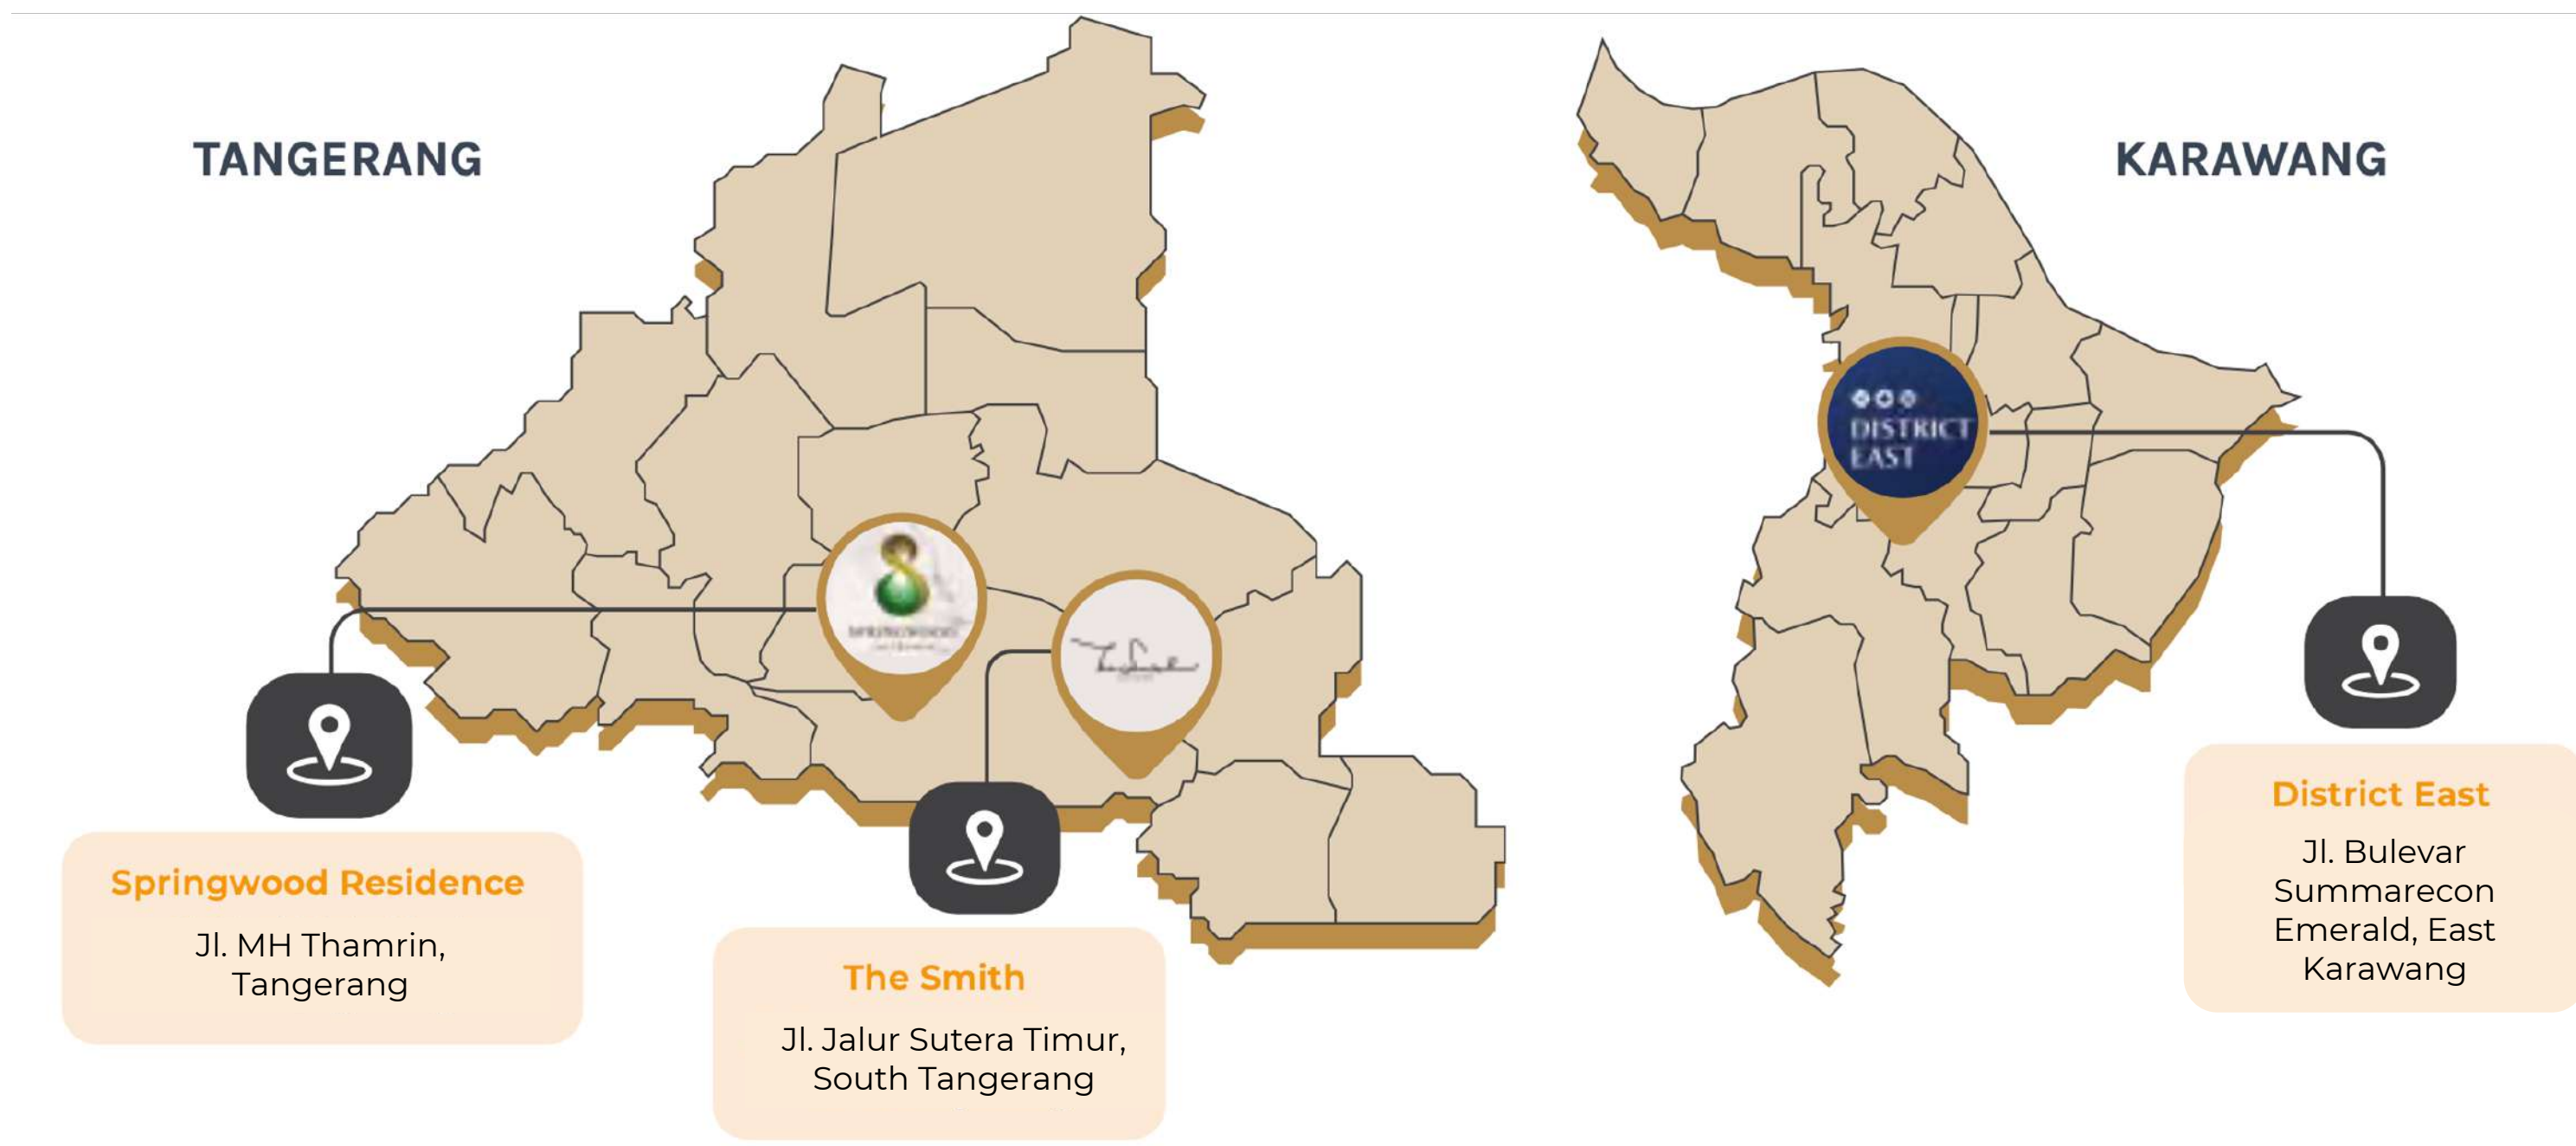 TANGERANG
KARAWANG
DISTRICT
EAST
SPRINGWOOD
Springwood Residence
Jl. MH Thamrin,
Tangerang
The Smith
Jl. Jalur Sutera Timur,
South Tangerang
District East
Jl. Bulevar
Summarecon
Emerald, East
Karawang